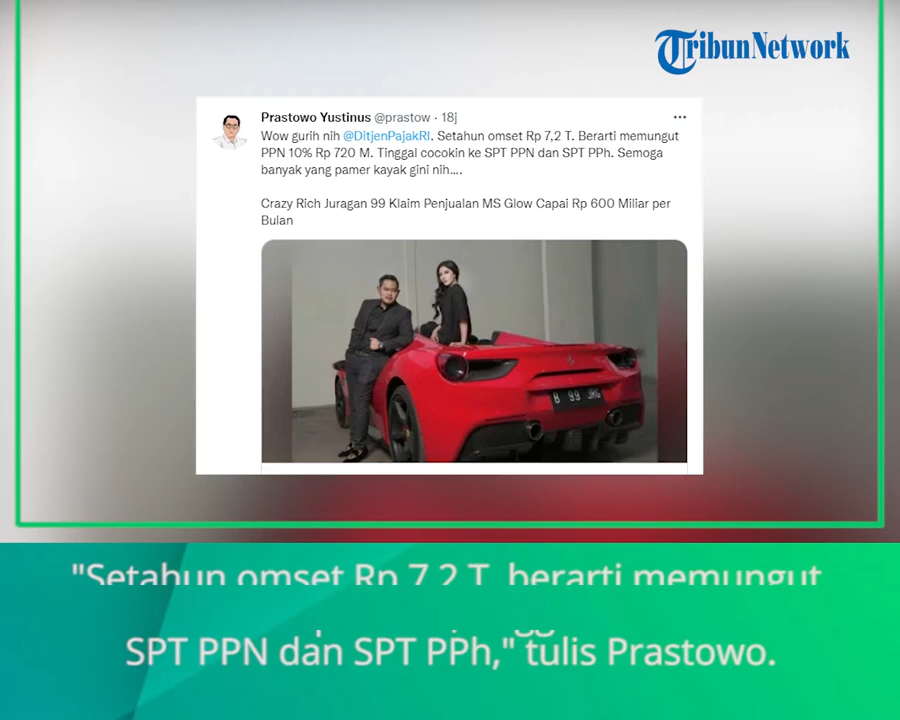 TribunNetwork
Prastowo Yustinus @prastow · 18j
Wow gurih nih @DitjenPajakRI. Setahun omset Rp 7,2 T. Berarti memungut
PPN 10% Rp 720 M. Tinggal cocokin ke SPT PPN dan SPT PPh. Semoga
banyak yang pamer kayak gini nih....
Crazy Rich Juragan 99 Klaim Penjualan MS Glow Capai Rp 600 Miliar per
Bulan
B 99 JRG
"Setahun omset Rp 7,2 T, berarti memungut
SPT PPN dan SPT PPh," tulis Prastowo.